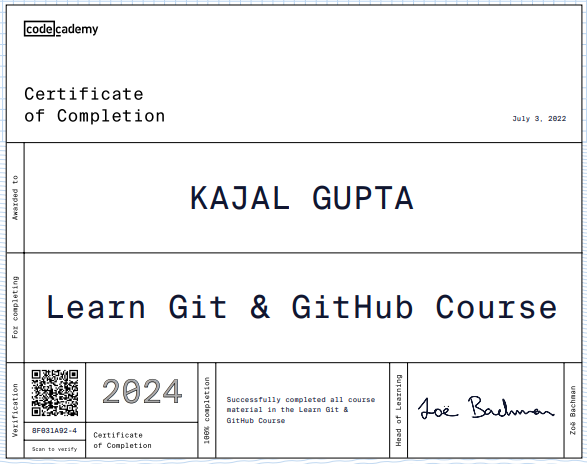 codecademy
Certificate
of Completion
July 3, 2022
Awarded to
KAJAL GUPTA
For completing
Learn Git & GitHub Course
Verification
BF031A92-4
Scan to verify
2024
Certificate
of Completion
100% completion
Successfully completed all course
material in the Learn Git &
GitHub Course
Head of Learning
Zoë Bachman
Zoë Bachman